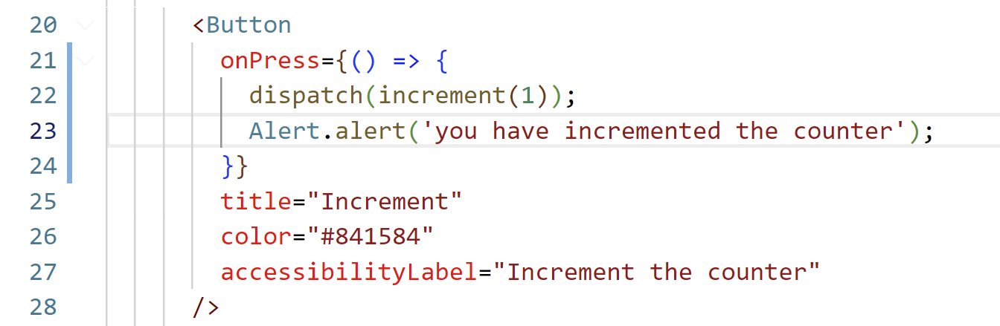 20 <Button
21 onPress={() => {
22 dispatch(increment(1));
23 Alert.alert('you have incremented the counter');
24 }}
25 title="Increment"
26 color="#841584"
27 accessibilityLabel="Increment the counter"
28 />